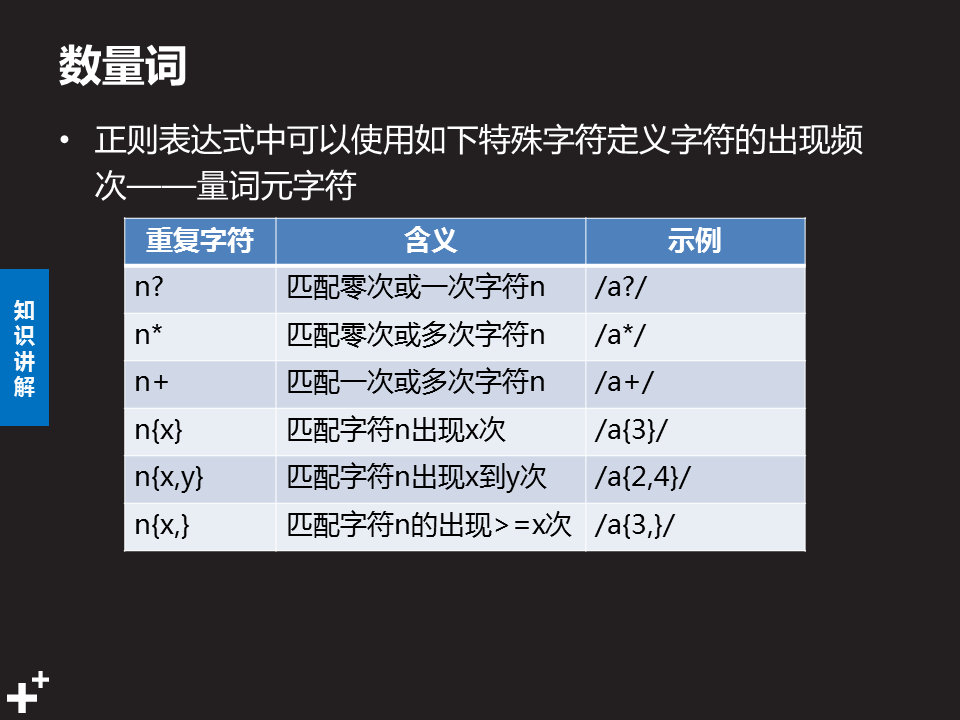 数量词
• 正则表达式中可以使用如下特殊字符定义字符的出现频
次——量词元字符
重复字符 含义 示例
n? 匹配零次或一次字符n /a?/
n* 匹配零次或多次字符n /a*/
n+ 匹配一次或多次字符n /a+/
n{x} 匹配字符n出现x次 /a{3}/
n{x,y} 匹配字符n出现x到y次 /a{2,4}/
n{x,} 匹配字符n的出现>=x次 /a{3,}/
知
识
讲
解